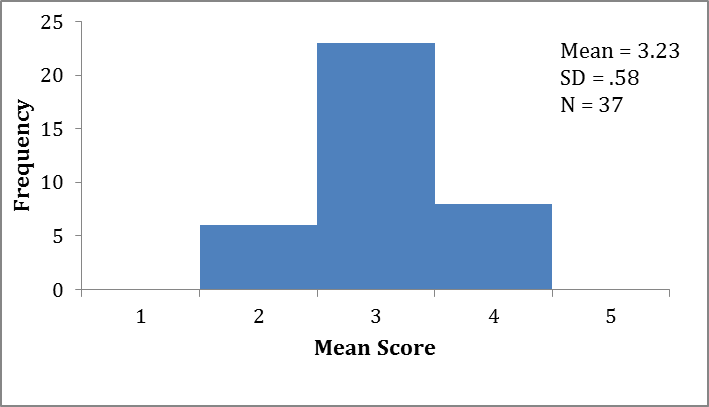 25
20
15
10
5
0
Frequency
Mean = 3.23
SD = .58
N = 37
1 2 3 4 5
Mean Score